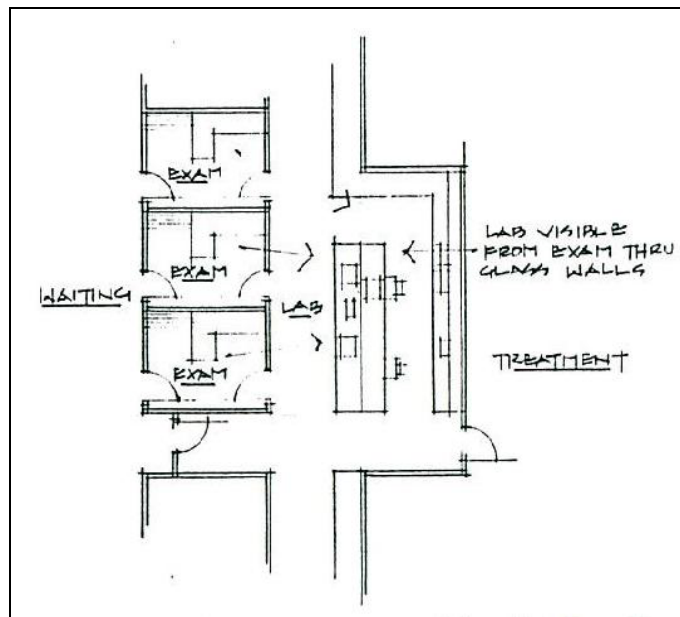 EXAM
EXAM
EXAM
WAITING
LAB
LAB VISIBLE
FROM EXAM THRU
GLASS WALLS
TREATMENT